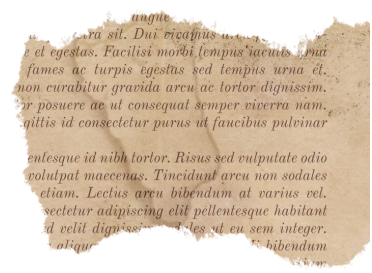 augue
ra sit. Dui vivamus
e et egestas. Facilisi morbi tempus iaculis urna
fames ac turpis egestas sed tempus urna et.
non curabitur gravida arcu ac tortor dignissim.
or posuere ac ut consequat semper viverra nam.
gittis id consectetur purus ut faucibus pulvinar
entesque id nibh tortor. Risus sed vulputate odio
volutpat maecenas. Tincidunt arcu non sodales
etiam. Lectus arcu bibendum at varius vel.
sectetur adipiscing elit pellentesque habitant
d velit dignissim sodales ut eu sem integer.
aliqu bibendum